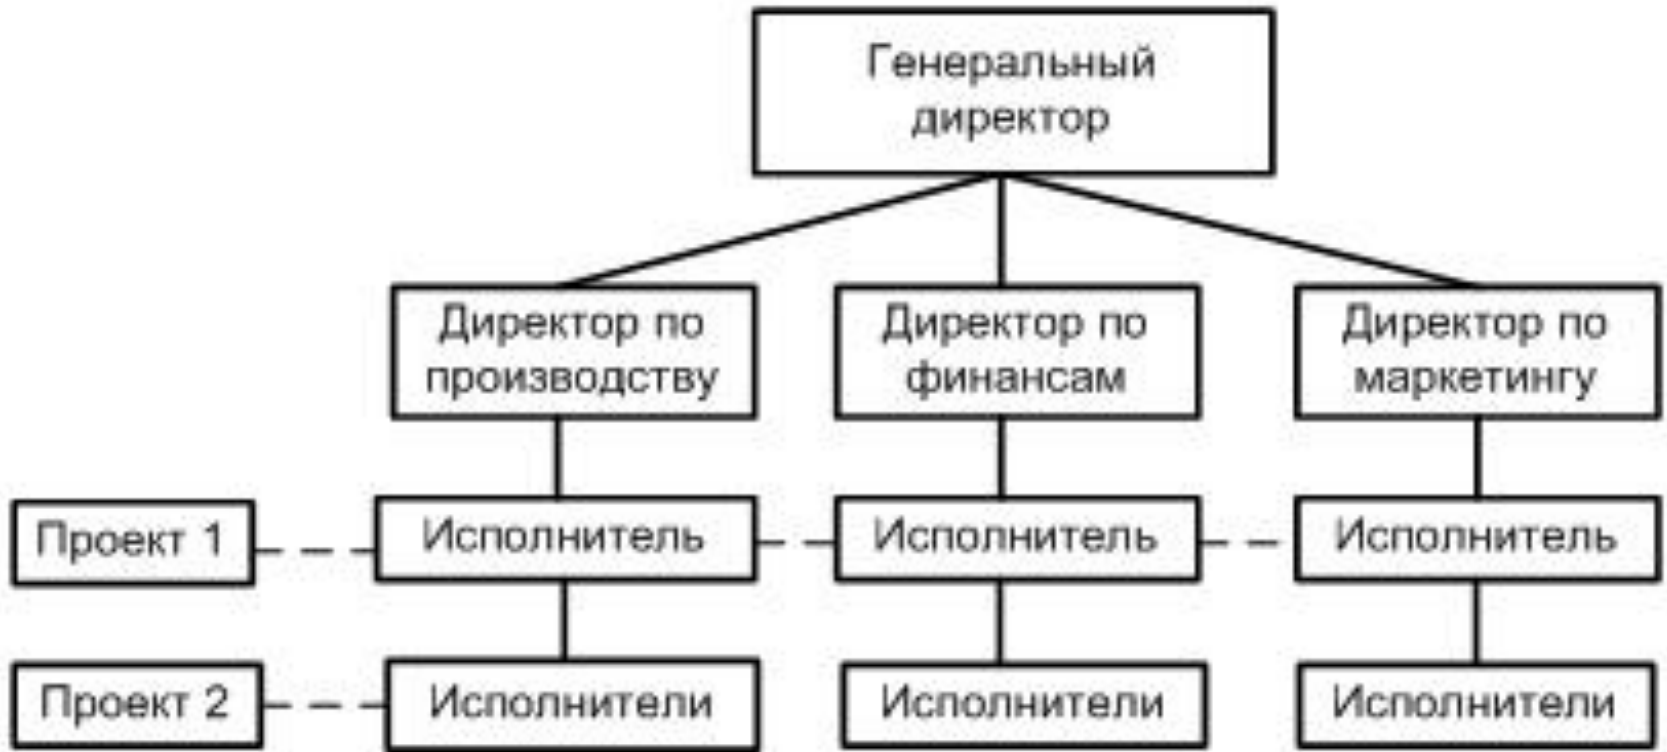 Генеральный
директор
Директор по
производству
Директор по
финансам
Директор по
маркетингу
Проект 1
Исполнитель
Исполнитель
Исполнитель
Проект 2
Исполнители
Исполнители
Исполнители